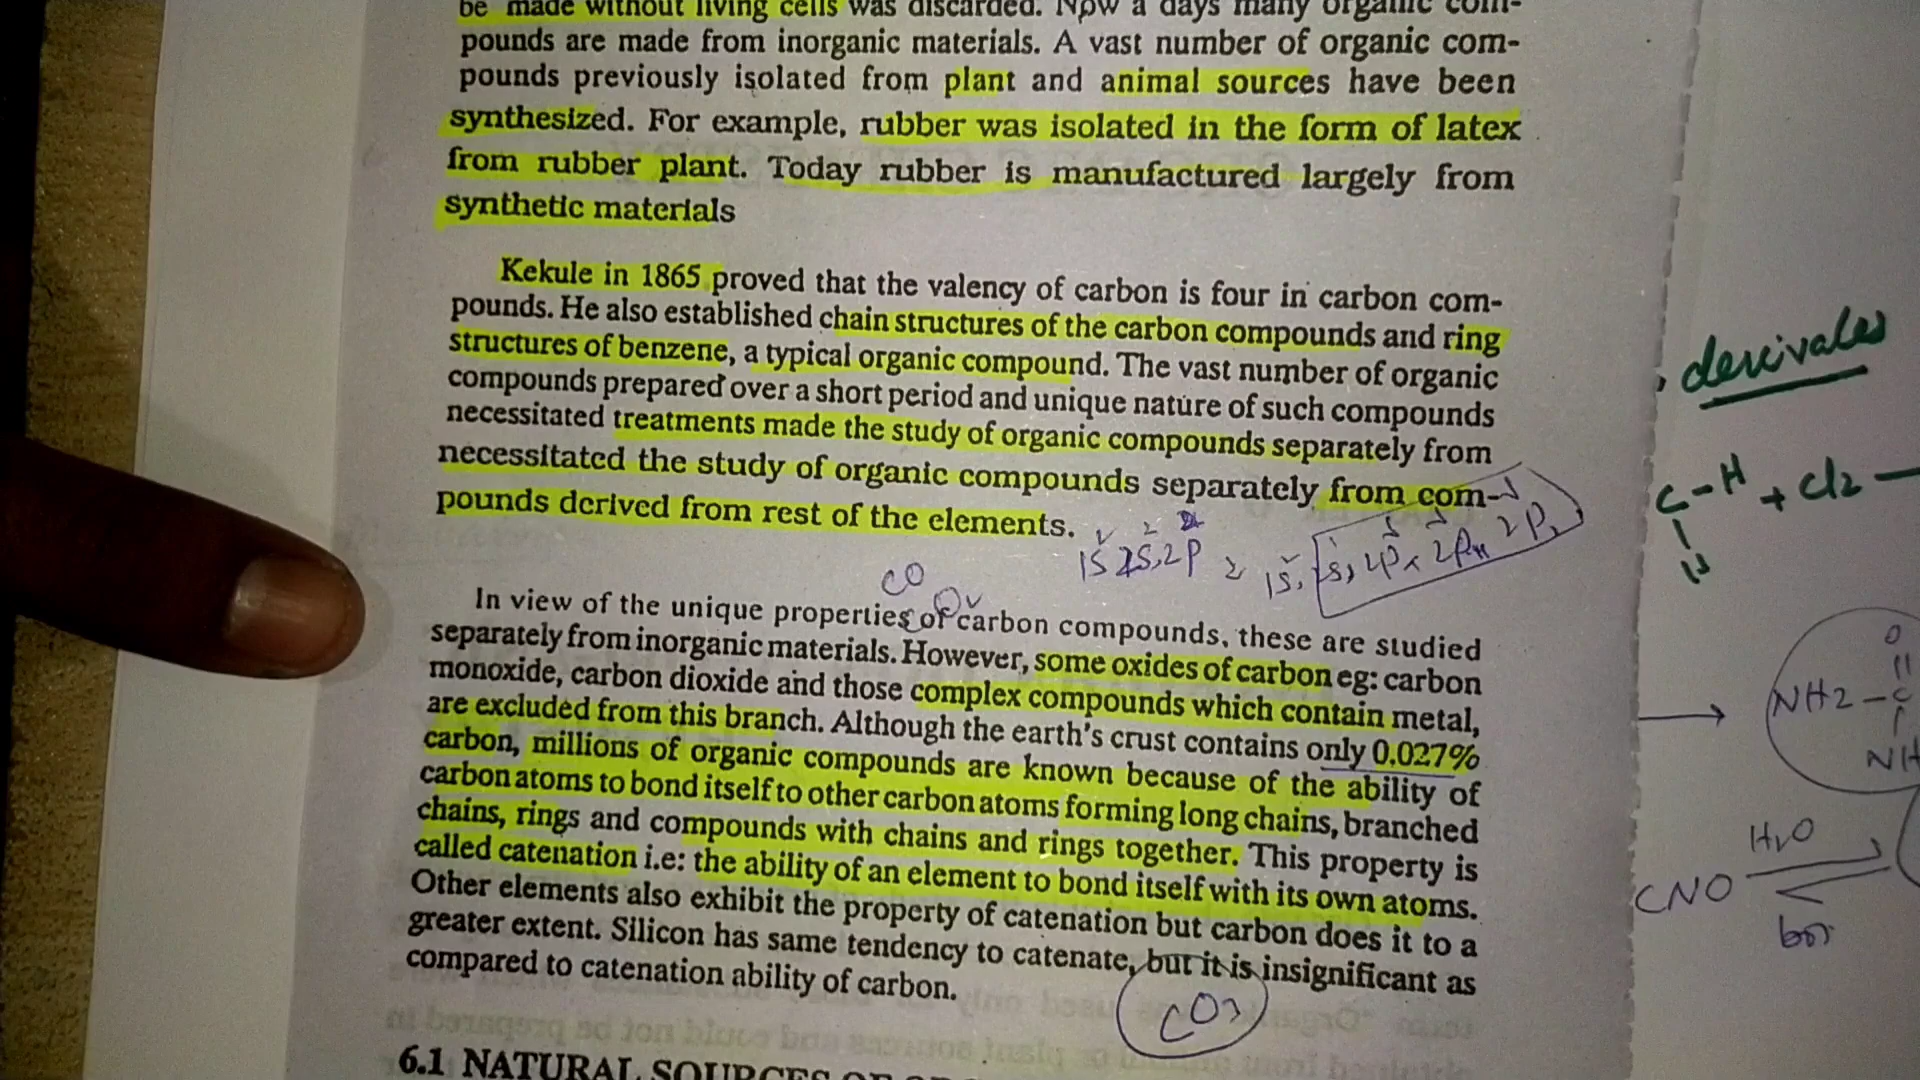 be made without living cells was discarded. Now a days many organic com-
pounds are made from inorganic materials. A vast number of organic com-
pounds previously isolated from plant and animal sources have been
synthesized. For example, rubber was isolated in the form of latex
from rubber plant. Today rubber is manufactured largely from
synthetic materials
Kekule in 1865 proved that the valency of carbon is four in carbon com-
pounds. He also established chain structures of the carbon compounds and ring
structures of benzene, a typical organic compound. The vast number of organic
compounds prepared over a short period and unique nature of such compounds
necessitated treatments made the study of organic compounds separately from
necessitated the study of organic compounds separately from com-
pounds derived from rest of the elements.
1S 2S, 2P
CO
In view of the unique properties of carbon compounds, these are studied
separately from inorganic materials. However, some oxides of carbon eg: carbon
monoxide, carbon dioxide and those complex compounds which contain metal,
are excluded from this branch. Although the earth's crust contains only 0.027%
carbon, millions of organic compounds are known because of the ability of
carbon atoms to bond itself to other carbon atoms forming long chains, branched
chains, rings and compounds with chains and rings together. This property is
called catenation i.e: the ability of an element to bond itself with its own atoms.
Other elements also exhibit the property of catenation but carbon does it to a
greater extent. Silicon has same tendency to catenate, but it is insignificant as
compared to catenation ability of carbon.
CO3
6.1 NATURAL SOURCES OF
C-H + Cl2
H
O
NH2-C
NH
H2O
CNO